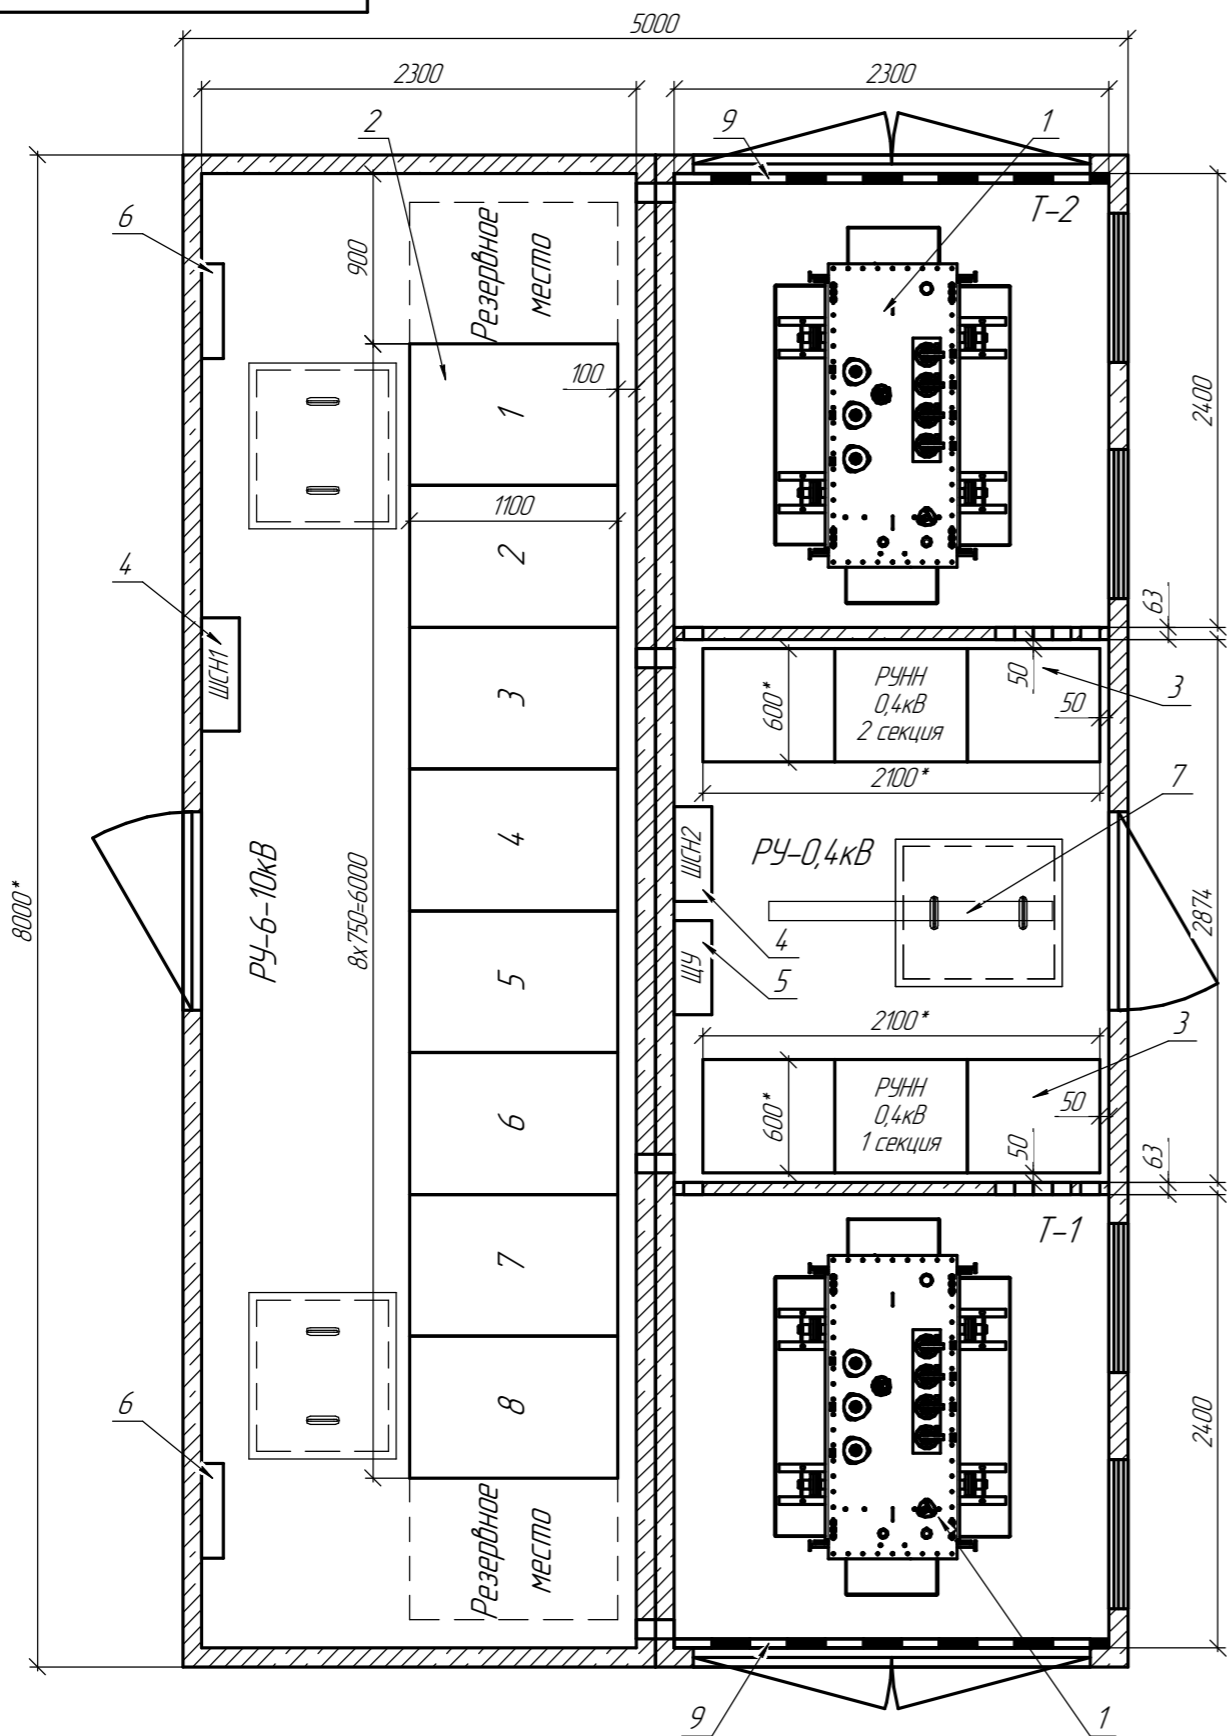 5000
2300
2300
2
9
1
6
Т-2
900
Резервное
место
100
1
2400
1100
2
4
63
ШСН1
3
РУНН
0,4кВ
2 секция
600*
50
50
3
2100*
7
8000*
РУ-6-10кВ
8х750=6000
4
ШСН2
РУ-0,4кВ
2874
4
5
ЩУ
5
2100*
3
6
РУНН
0,4кВ
1 секция
600*
50
50
63
7
Т-1
8
6
2400
Резервное
место
9
1